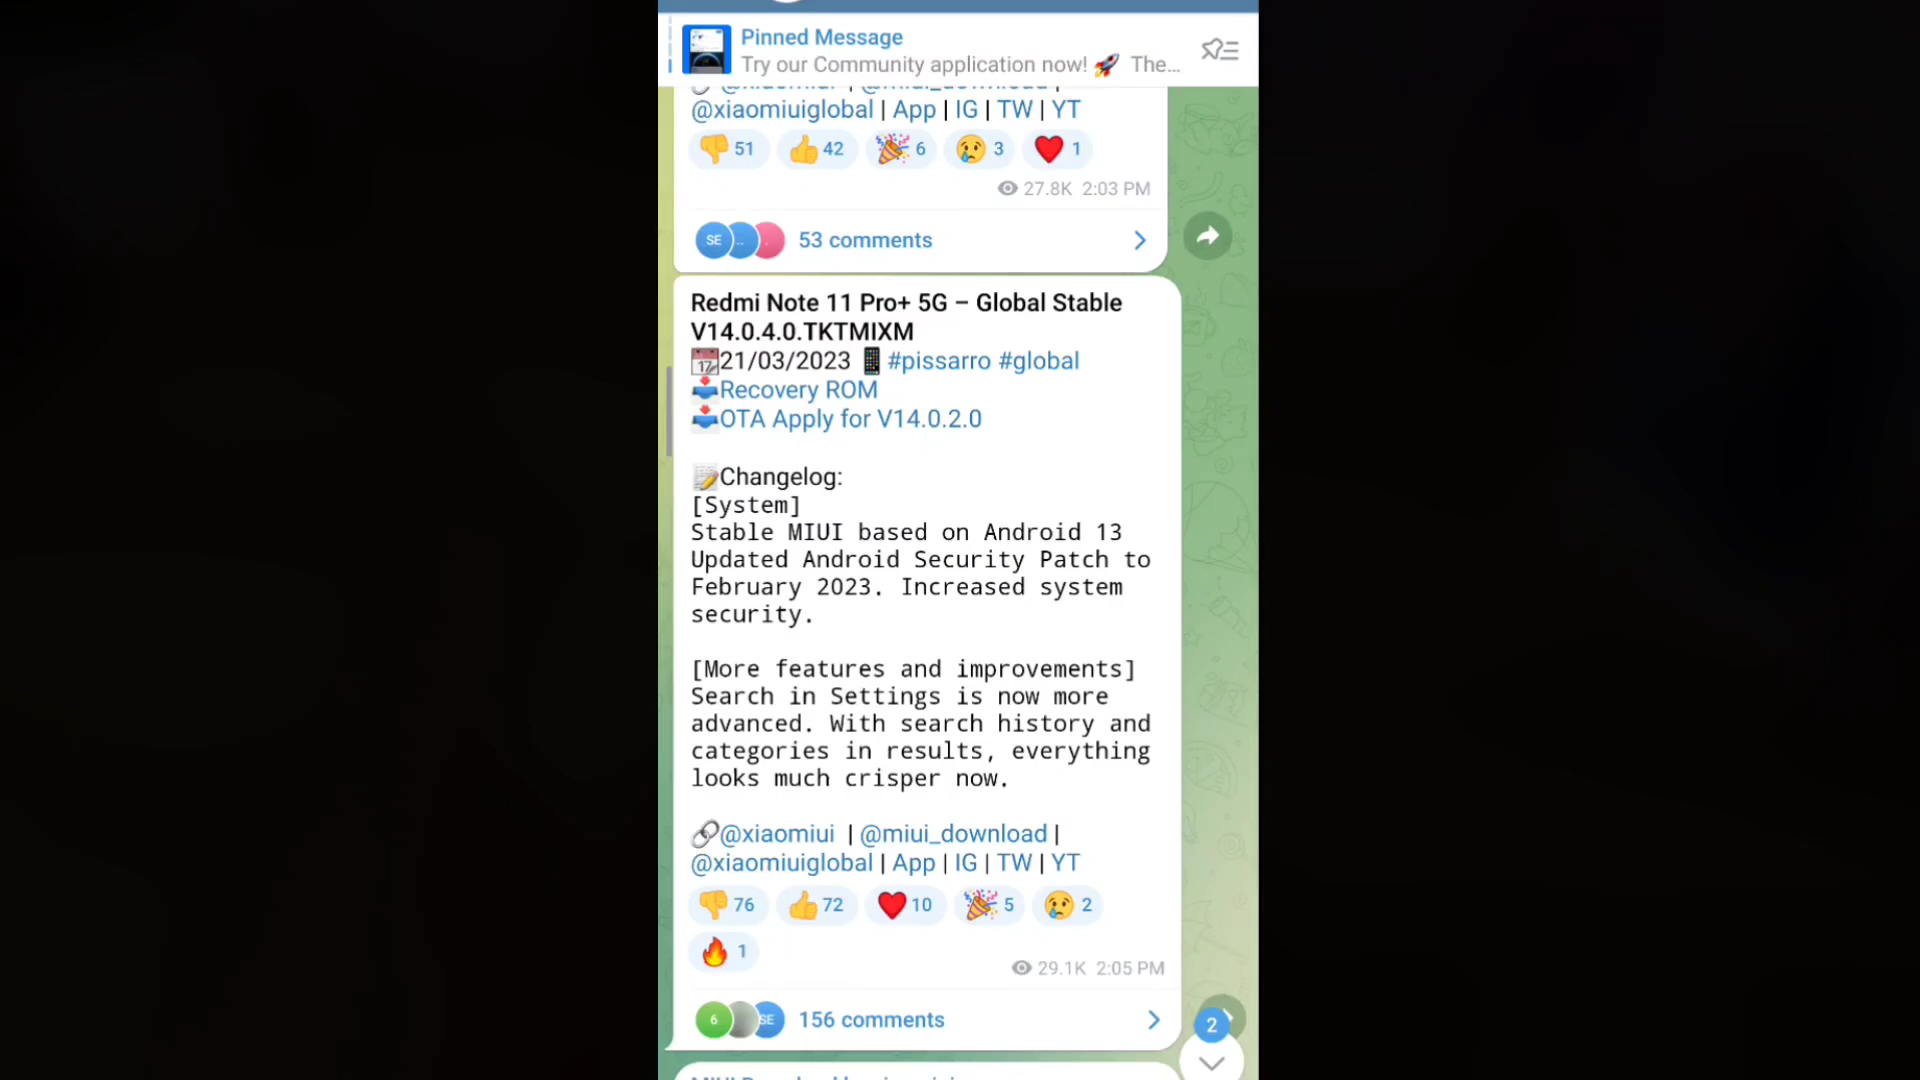 Pinned Message
Try our Community application now! 🚀 The…
@xiaomiui | @miui_download |
@xiaomiuiglobal | App | IG | TW | YT
👎 51 👍 42 🎉 6 😢 3 ❤️ 1
27.8K 2:03 PM
SE .. . 53 comments
Redmi Note 11 Pro+ 5G – Global Stable
V14.0.4.0.TKTMIXM
📅21/03/2023 📱#pissarro #global
📥Recovery ROM
📥OTA Apply for V14.0.2.0
📝Changelog:
[System]
Stable MIUI based on Android 13
Updated Android Security Patch to
February 2023. Increased system
security.
[More features and improvements]
Search in Settings is now more
advanced. With search history and
categories in results, everything
looks much crisper now.
🔗@xiaomiui | @miui_download |
@xiaomiuiglobal | App | IG | TW | YT
👎 76 👍 72 ❤️ 10 🎉 5 😢 2
🔥 1
29.1K 2:05 PM
6 SE 156 comments
2